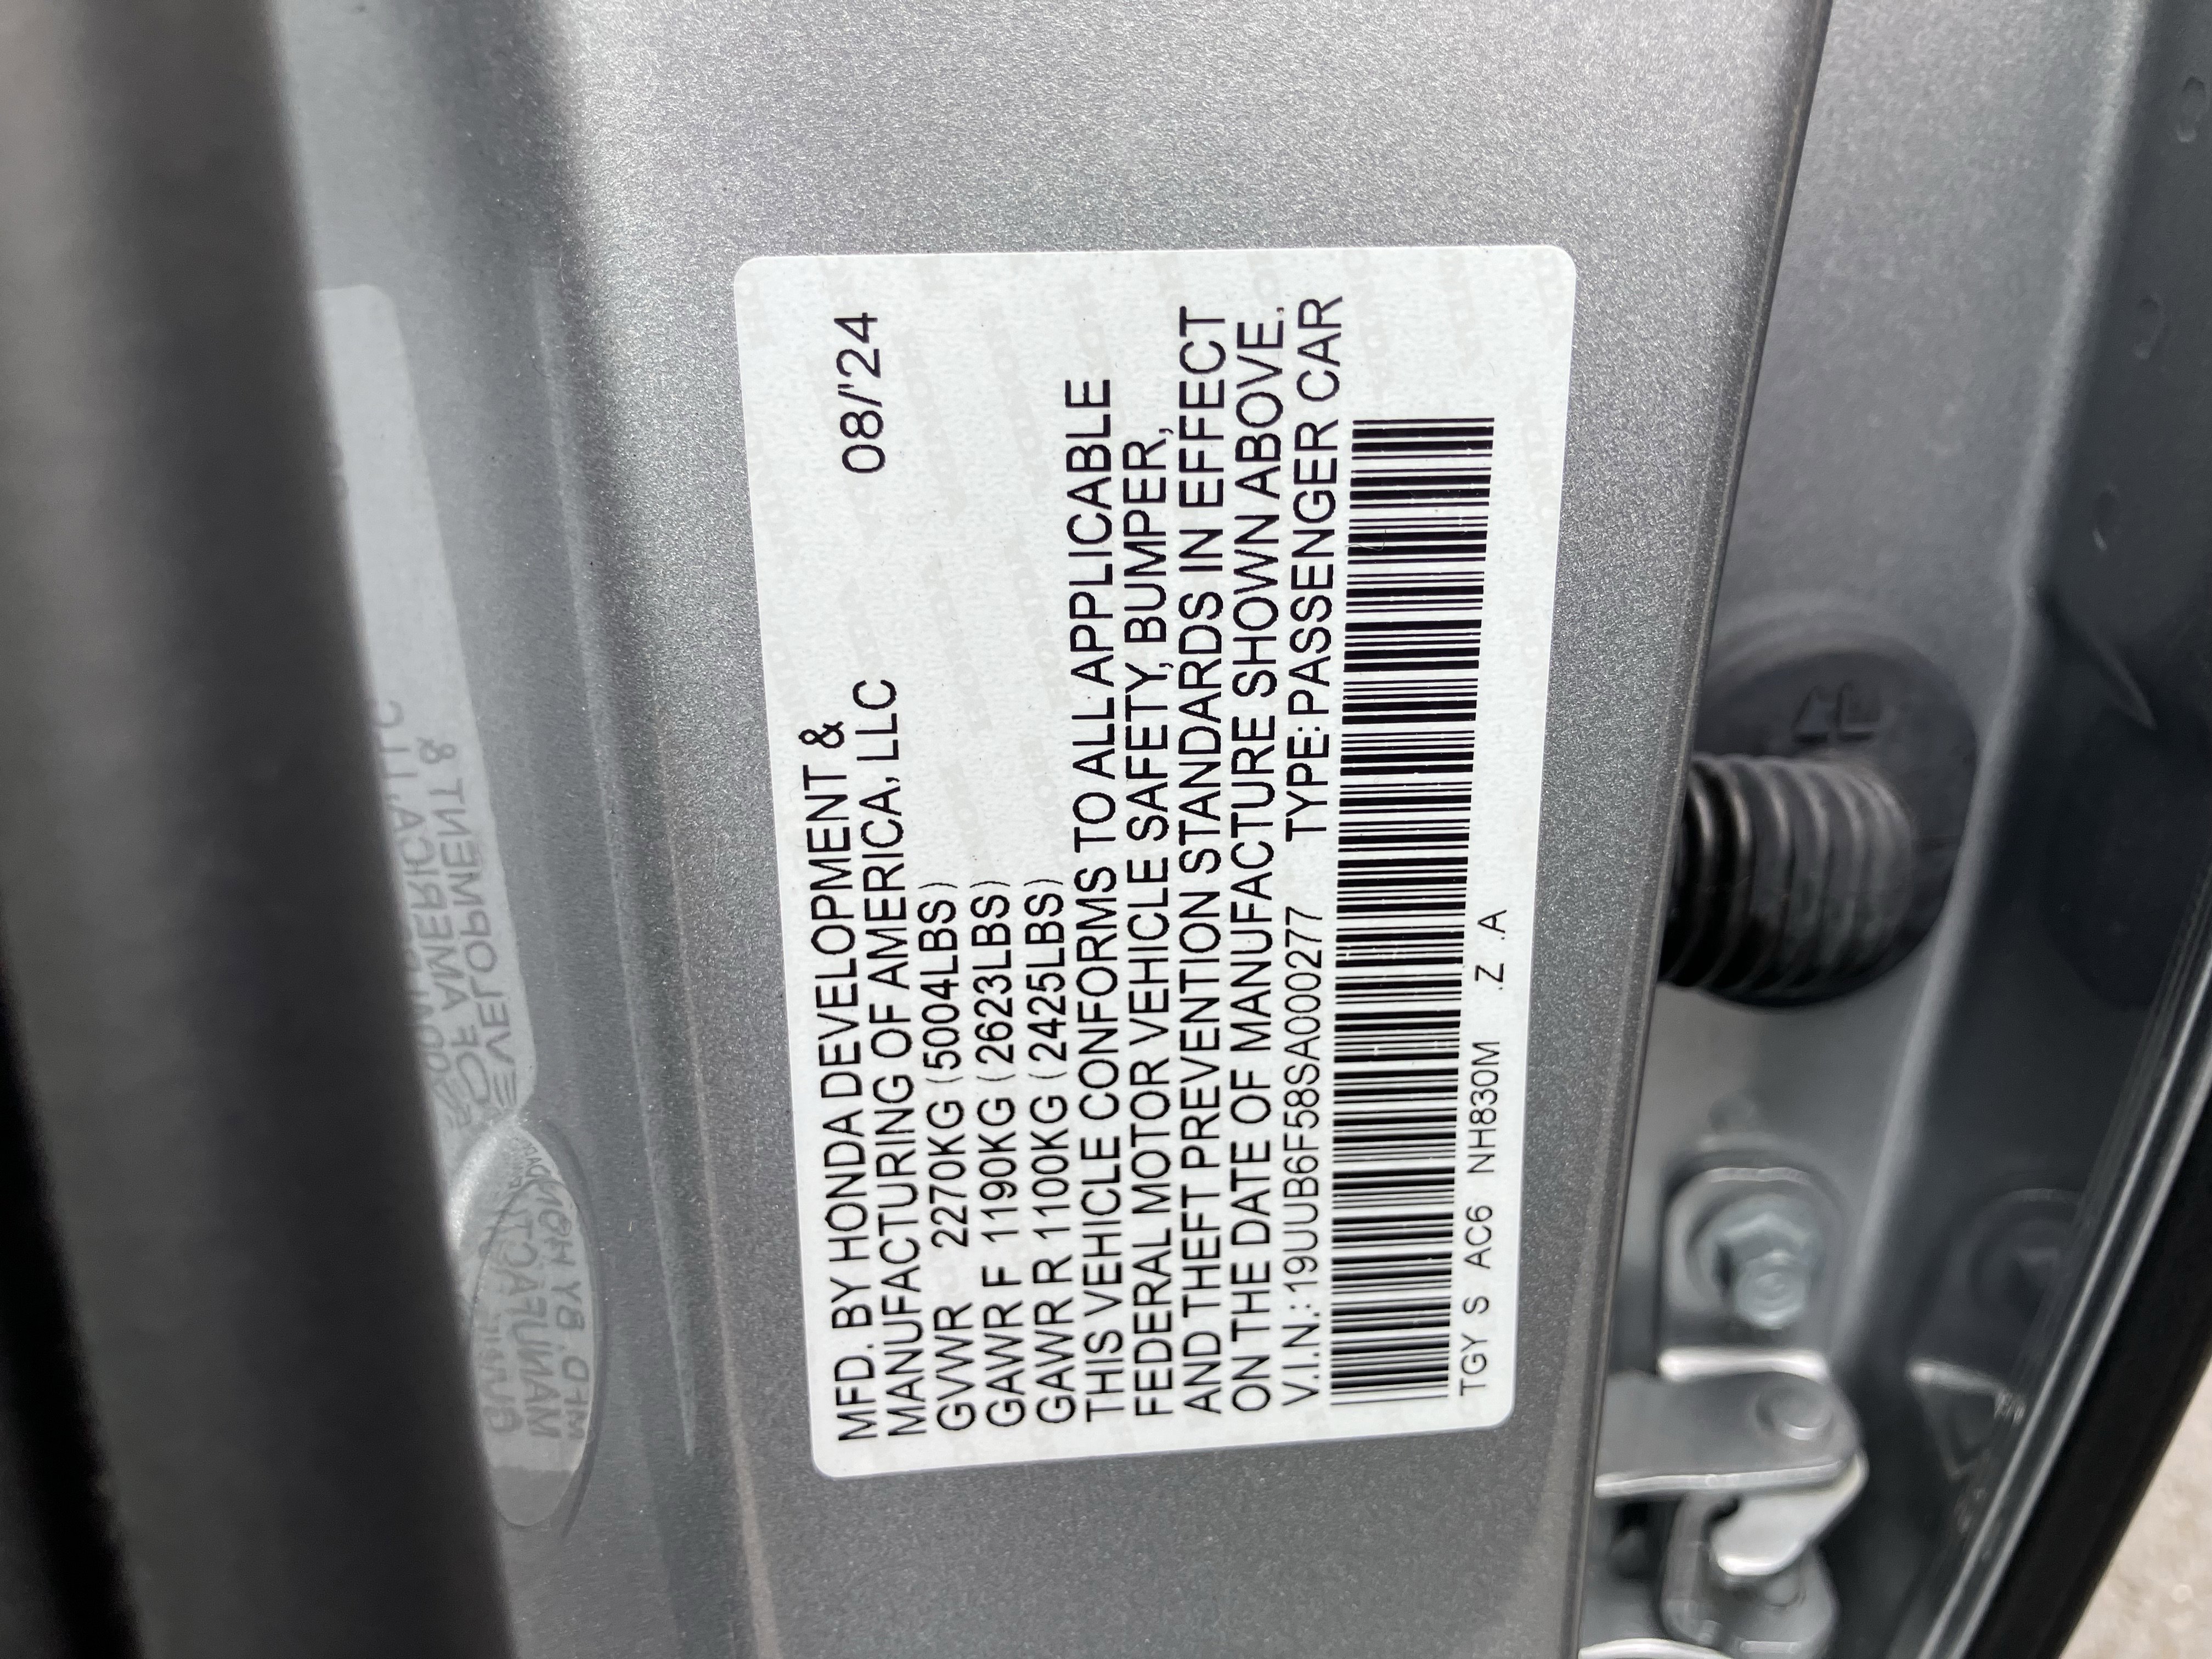 MFD. BY HONDA DEVELOPMENT &
MANUFACTURING OF AMERICA, LLC 08/'24
GVWR 2270KG (5004LBS)
GAWR F 1190KG (2623LBS)
GAWR R 1100KG (2425LBS)
THIS VEHICLE CONFORMS TO ALL APPLICABLE
FEDERAL MOTOR VEHICLE SAFETY, BUMPER,
AND THEFT PREVENTION STANDARDS IN EFFECT
ON THE DATE OF MANUFACTURE SHOWN ABOVE.
V.I.N.: 19UUB6F58SA000277 TYPE: PASSENGER CAR
TGY S AC6 NH830M .Z .A